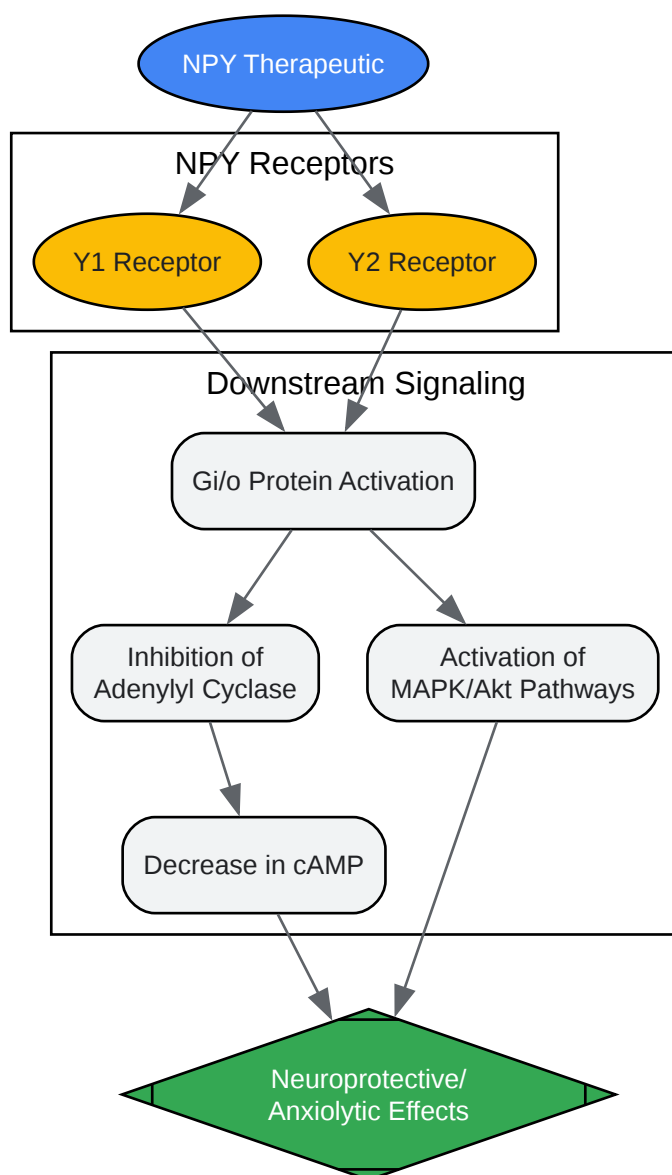 NPY Therapeutic
NPY Receptors
Y1 Receptor
Y2 Receptor
Downstream Signaling
Gi/o Protein Activation
Inhibition of
Adenylyl Cyclase
Activation of
MAPK/Akt Pathways
Decrease in cAMP
Neuroprotective/
Anxiolytic Effects